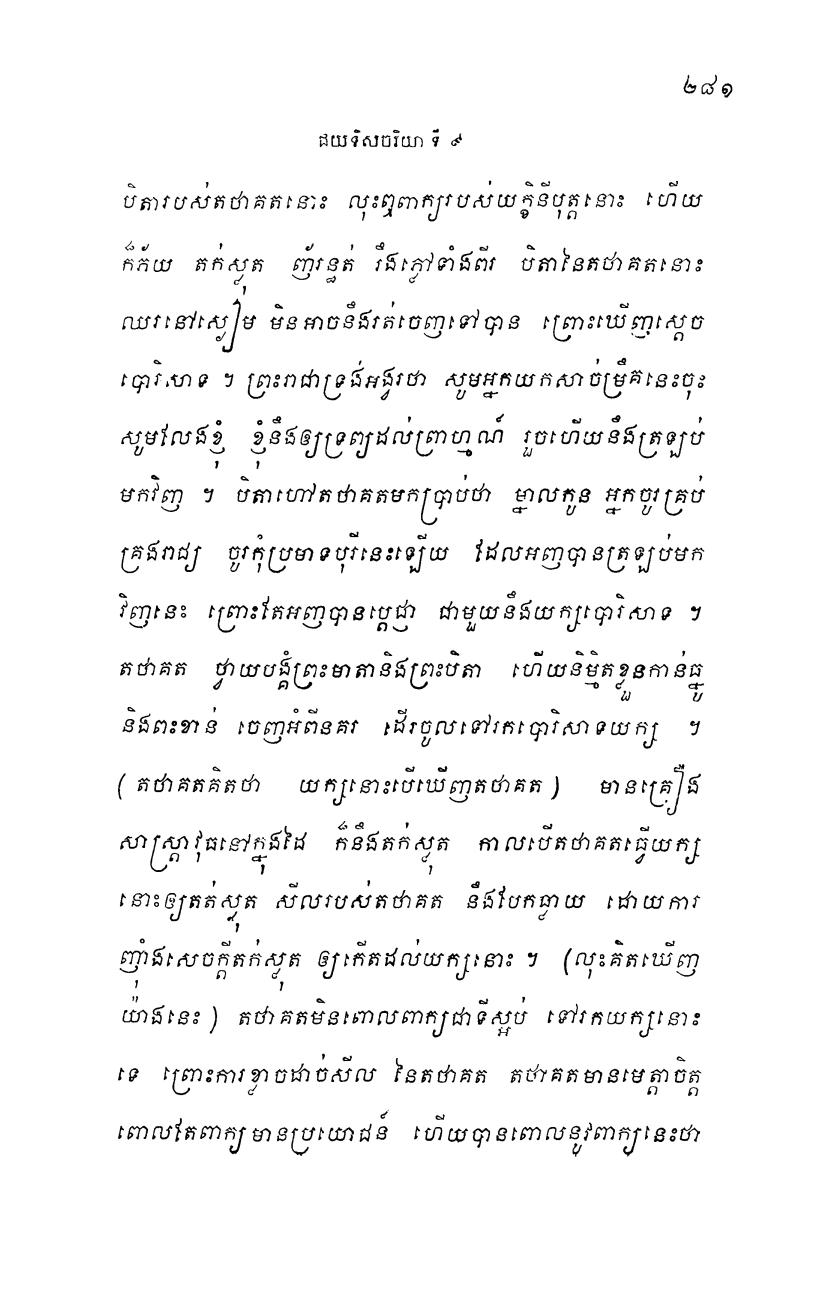 ២៨១
ជយទិសចរិយា ទី ៩
បិតារបស់តថាគតនោះ លុះឮពាក្យរបស់យក្ខិនីបុត្តនោះ ហើយ
ក៏ភ័យ តក់ស្លុត ញ័រន្ធត់ រឹងភ្លៅទាំងពីរ បិតានៃតថាគតនោះ
ឈរនៅស្លៀម មិនអាចនឹងរត់ចេញទៅបាន ព្រោះឃើញស្តេច
បោរិសាទ ។ ព្រះរាជាទ្រង់អង្វរថា សូមអ្នកយកសាច់ម្រឹគនេះចុះ
សូមលែងខ្ញុំ ខ្ញុំនឹងឲ្យទ្រព្យដល់ព្រាហ្មណ៍ រួចហើយនឹងត្រឡប់
មកវិញ ។ បិតាហៅតថាគតមកប្រាប់ថា ម្នាលកូន អ្នកចូរគ្រប់
គ្រងរាជ្យ ចូរកុំប្រមាទបុរីនេះឡើយ ដែលអញបានត្រឡប់មក
វិញនេះ ព្រោះតែអញបានប្តេជ្ញា ជាមួយនឹងយក្សបោរិសាទ ។
តថាគត ថ្វាយបង្គំព្រះមាតានិងព្រះបិតា ហើយនិម្មិតខ្លួនកាន់ធ្នូ
និងពះខាន់ ចេញអំពីនគរ ដើរចូលទៅរកបោរិសាទយក្ស ។
(តថាគតគិតថា យក្សនោះបើឃើញតថាគត) មានគ្រឿង
សាស្ត្រាវុធនៅក្នុងដៃ ក៏នឹងតក់ស្លុត កាលបើតថាគតធ្វើយក្ស
នោះឲ្យតត់ស្លុត សីលរបស់តថាគត នឹងបែកធ្លាយ ដោយការ
ញ៉ាំងសេចក្តីតក់ស្លុត ឲ្យកើតដល់យក្សនោះ ។ (លុះគិតឃើញ
យ៉ាងនេះ) តថាគតមិនពោលពាក្យជាទីស្អប់ ទៅរកយក្សនោះ
ទេ ព្រោះការខ្លាចដាច់សីល នៃតថាគត តថាគតមានមេត្តាចិត្ត
ពោលតែពាក្យមានប្រយោជន៍ ហើយបានពោលនូវពាក្យនេះថា